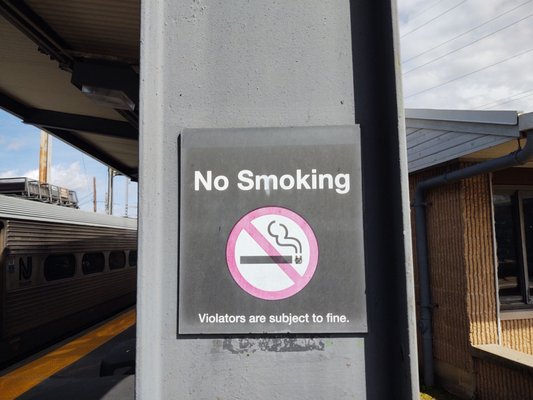 No Smoking
Violators are subject to fine.